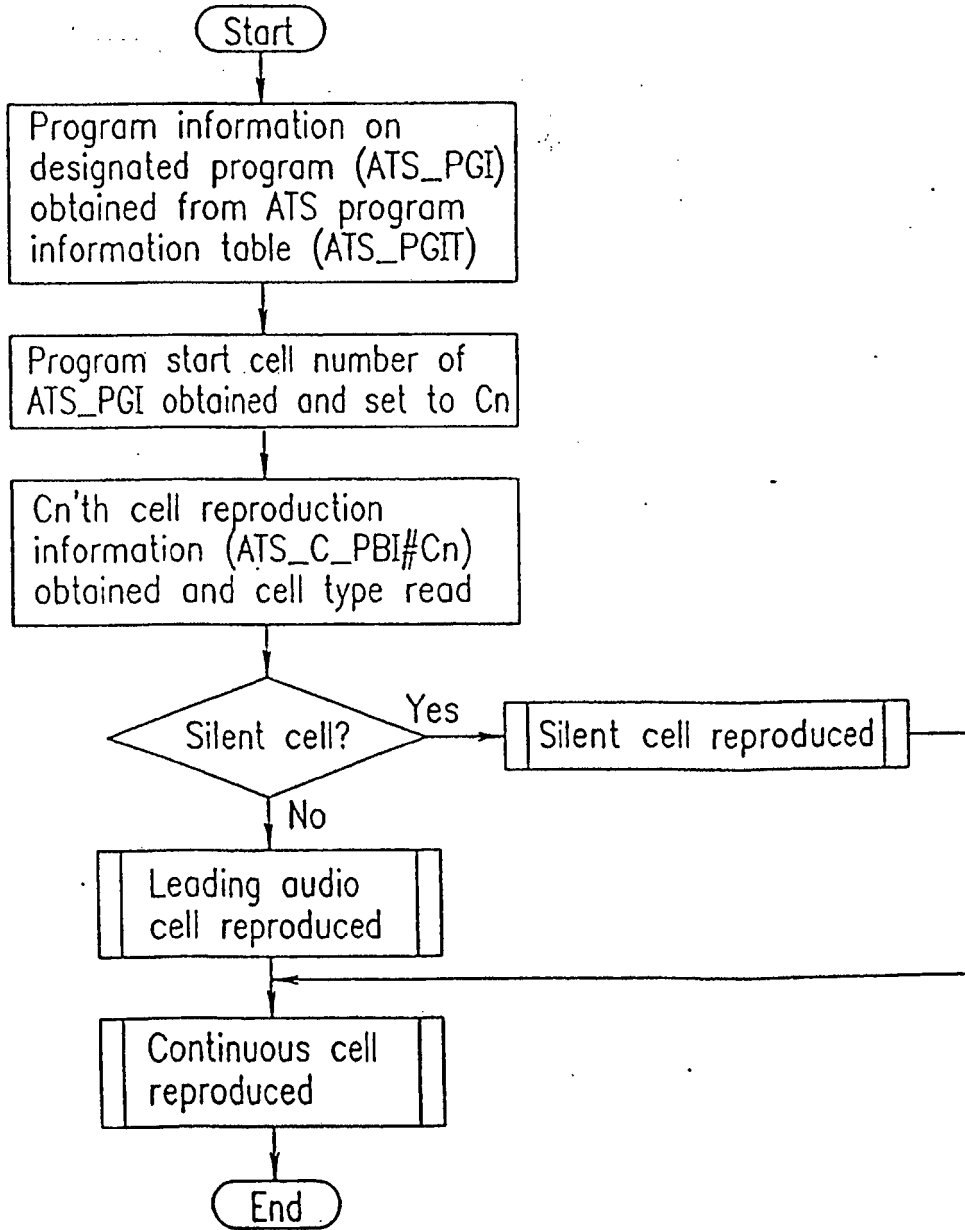 Start
Program information on
designated program (ATS_PGI)
obtained from ATS program
information table (ATS_PGIT)
Program start cell number of
ATS_PGI obtained and set to Cn
Cn'th cell reproduction
information (ATS_C_PBI#Cn)
obtained and cell type read
Silent cell?
Yes
Silent cell reproduced
No
Leading audio
cell reproduced
Continuous cell
reproduced
End